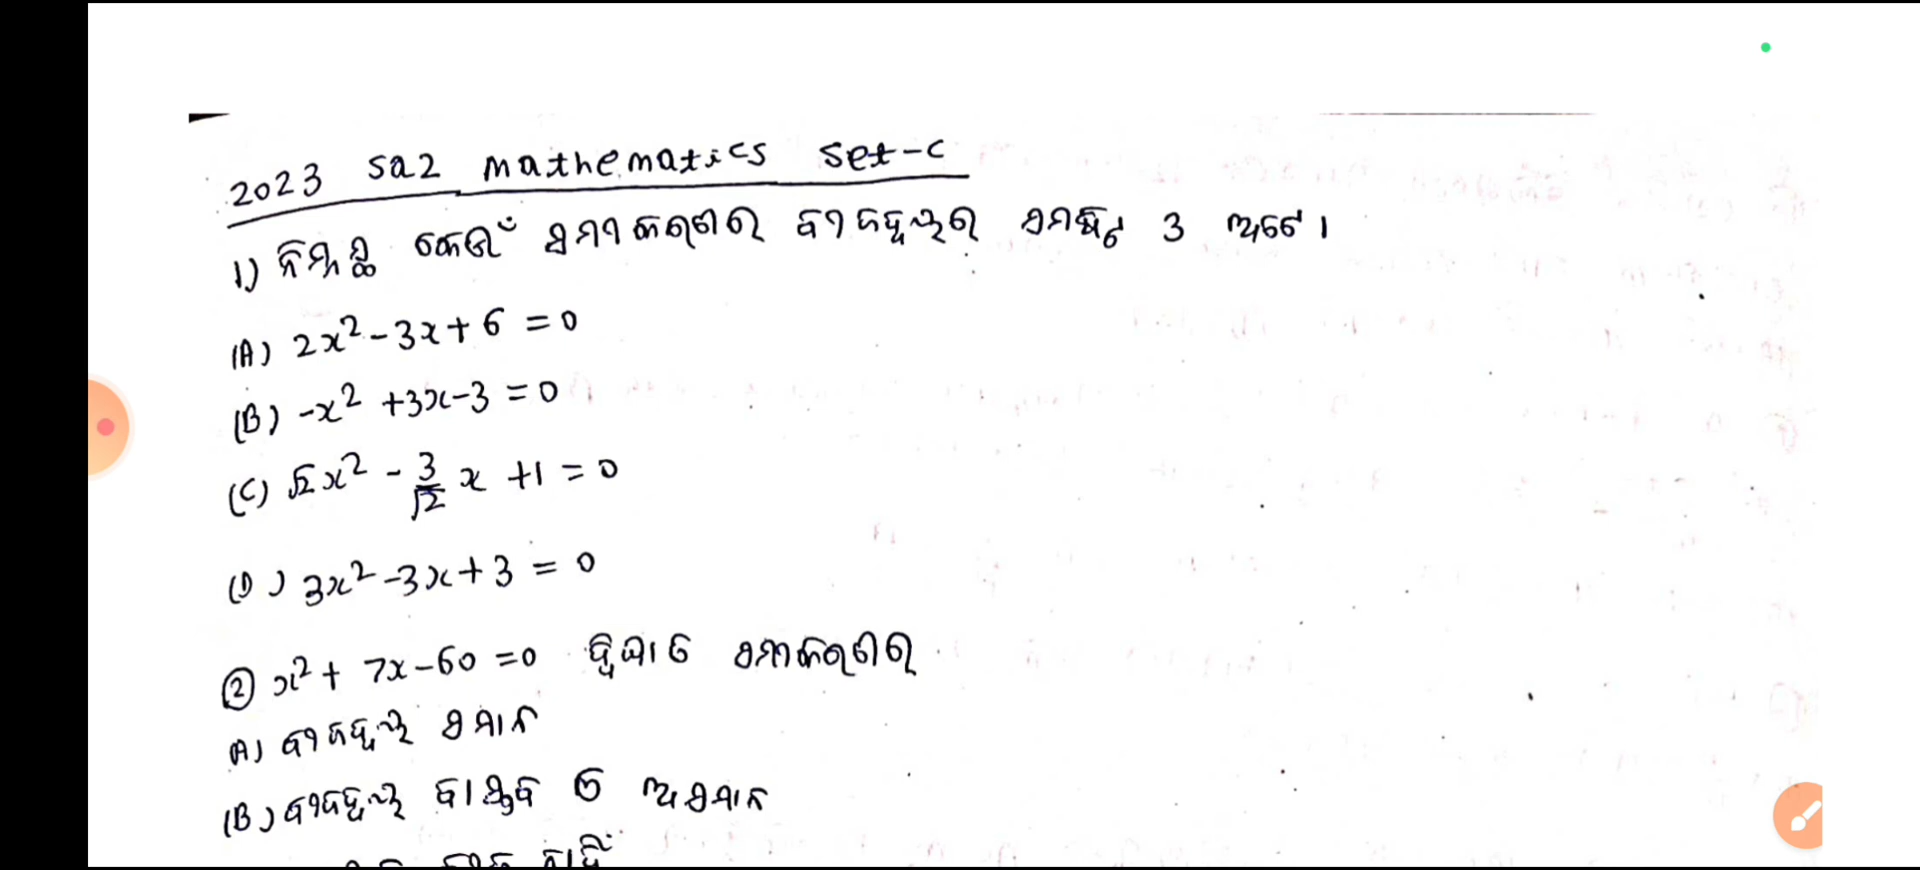 2023 Sa2 Mathematics Set-C
1) ନିମ୍ନସ୍ଥ କେଉଁ ସମୀକରଣର ବୀଜଦ୍ୱୟର ସମଷ୍ଟି 3 ଅଟେ ।
(A) 2x² - 3x + 6 = 0
(B) -x² + 3x - 3 = 0
(C) √2x² - 3/√2 x + 1 = 0
(D) 3x² - 3x + 3 = 0
② x² + 7x - 60 = 0 ଦ୍ୱିଘାତ ସମୀକରଣର
A) ବୀଜଦ୍ୱୟ ସମାନ
(B) ବୀଜଦ୍ୱୟ ବାସ୍ତବ ଓ ଅସମାନ